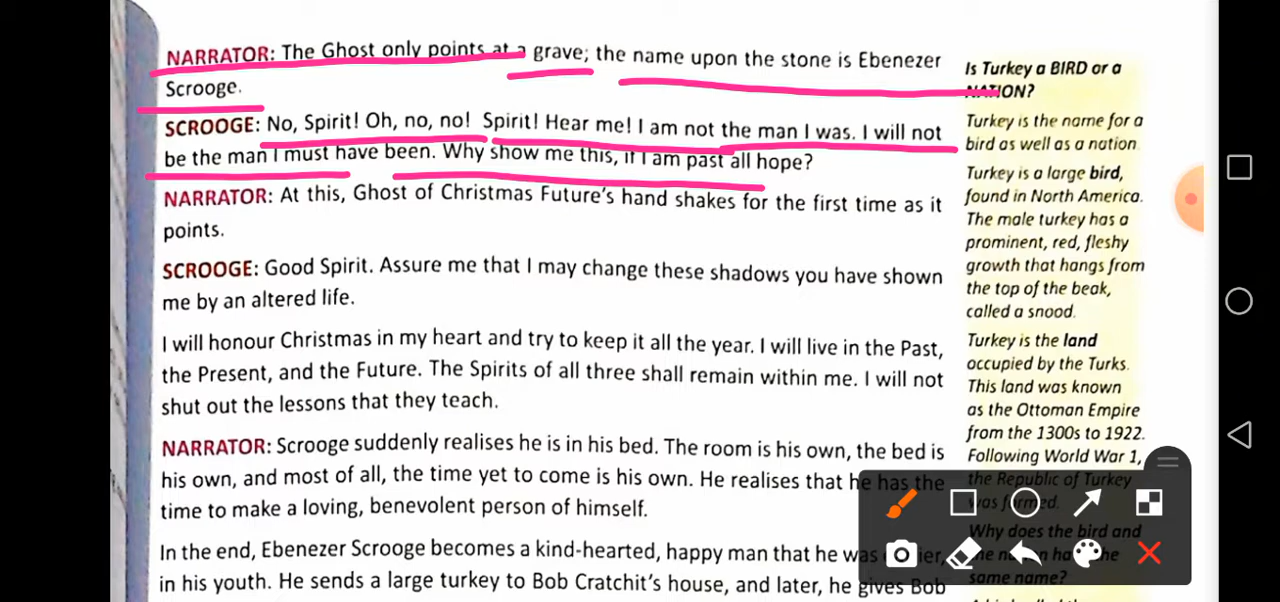 NARRATOR: The Ghost only points at a grave; the name upon the stone is Ebenezer
Scrooge.
SCROOGE: No, Spirit! Oh, no, no! Spirit! Hear me! I am not the man I was. I will not
be the man I must have been. Why show me this, if I am past all hope?
NARRATOR: At this, Ghost of Christmas Future's hand shakes for the first time as it
points.
SCROOGE: Good Spirit. Assure me that I may change these shadows you have shown
me by an altered life.
I will honour Christmas in my heart and try to keep it all the year. I will live in the Past,
the Present, and the Future. The Spirits of all three shall remain within me. I will not
shut out the lessons that they teach.
NARRATOR: Scrooge suddenly realises he is in his bed. The room is his own, the bed is
his own, and most of all, the time yet to come is his own. He realises that he has the
time to make a loving, benevolent person of himself.
In the end, Ebenezer Scrooge becomes a kind-hearted, happy man that he was
in his youth. He sends a large turkey to Bob Cratchit's house, and later, he gives Bob
Is Turkey a BIRD or a
NATION?
Turkey is the name for a
bird as well as a nation
Turkey is a large bird,
found in North America.
The male turkey has a
prominent, red, fleshy
growth that hangs from
the top of the beak,
called a snood.
Turkey is the land
occupied by the Turks.
This land was known
as the Ottoman Empire
from the 1300s to 1922.
Following World War 1,
the Republic of Turkey
was formed.
Why does the bird and
the nation have the
same name?